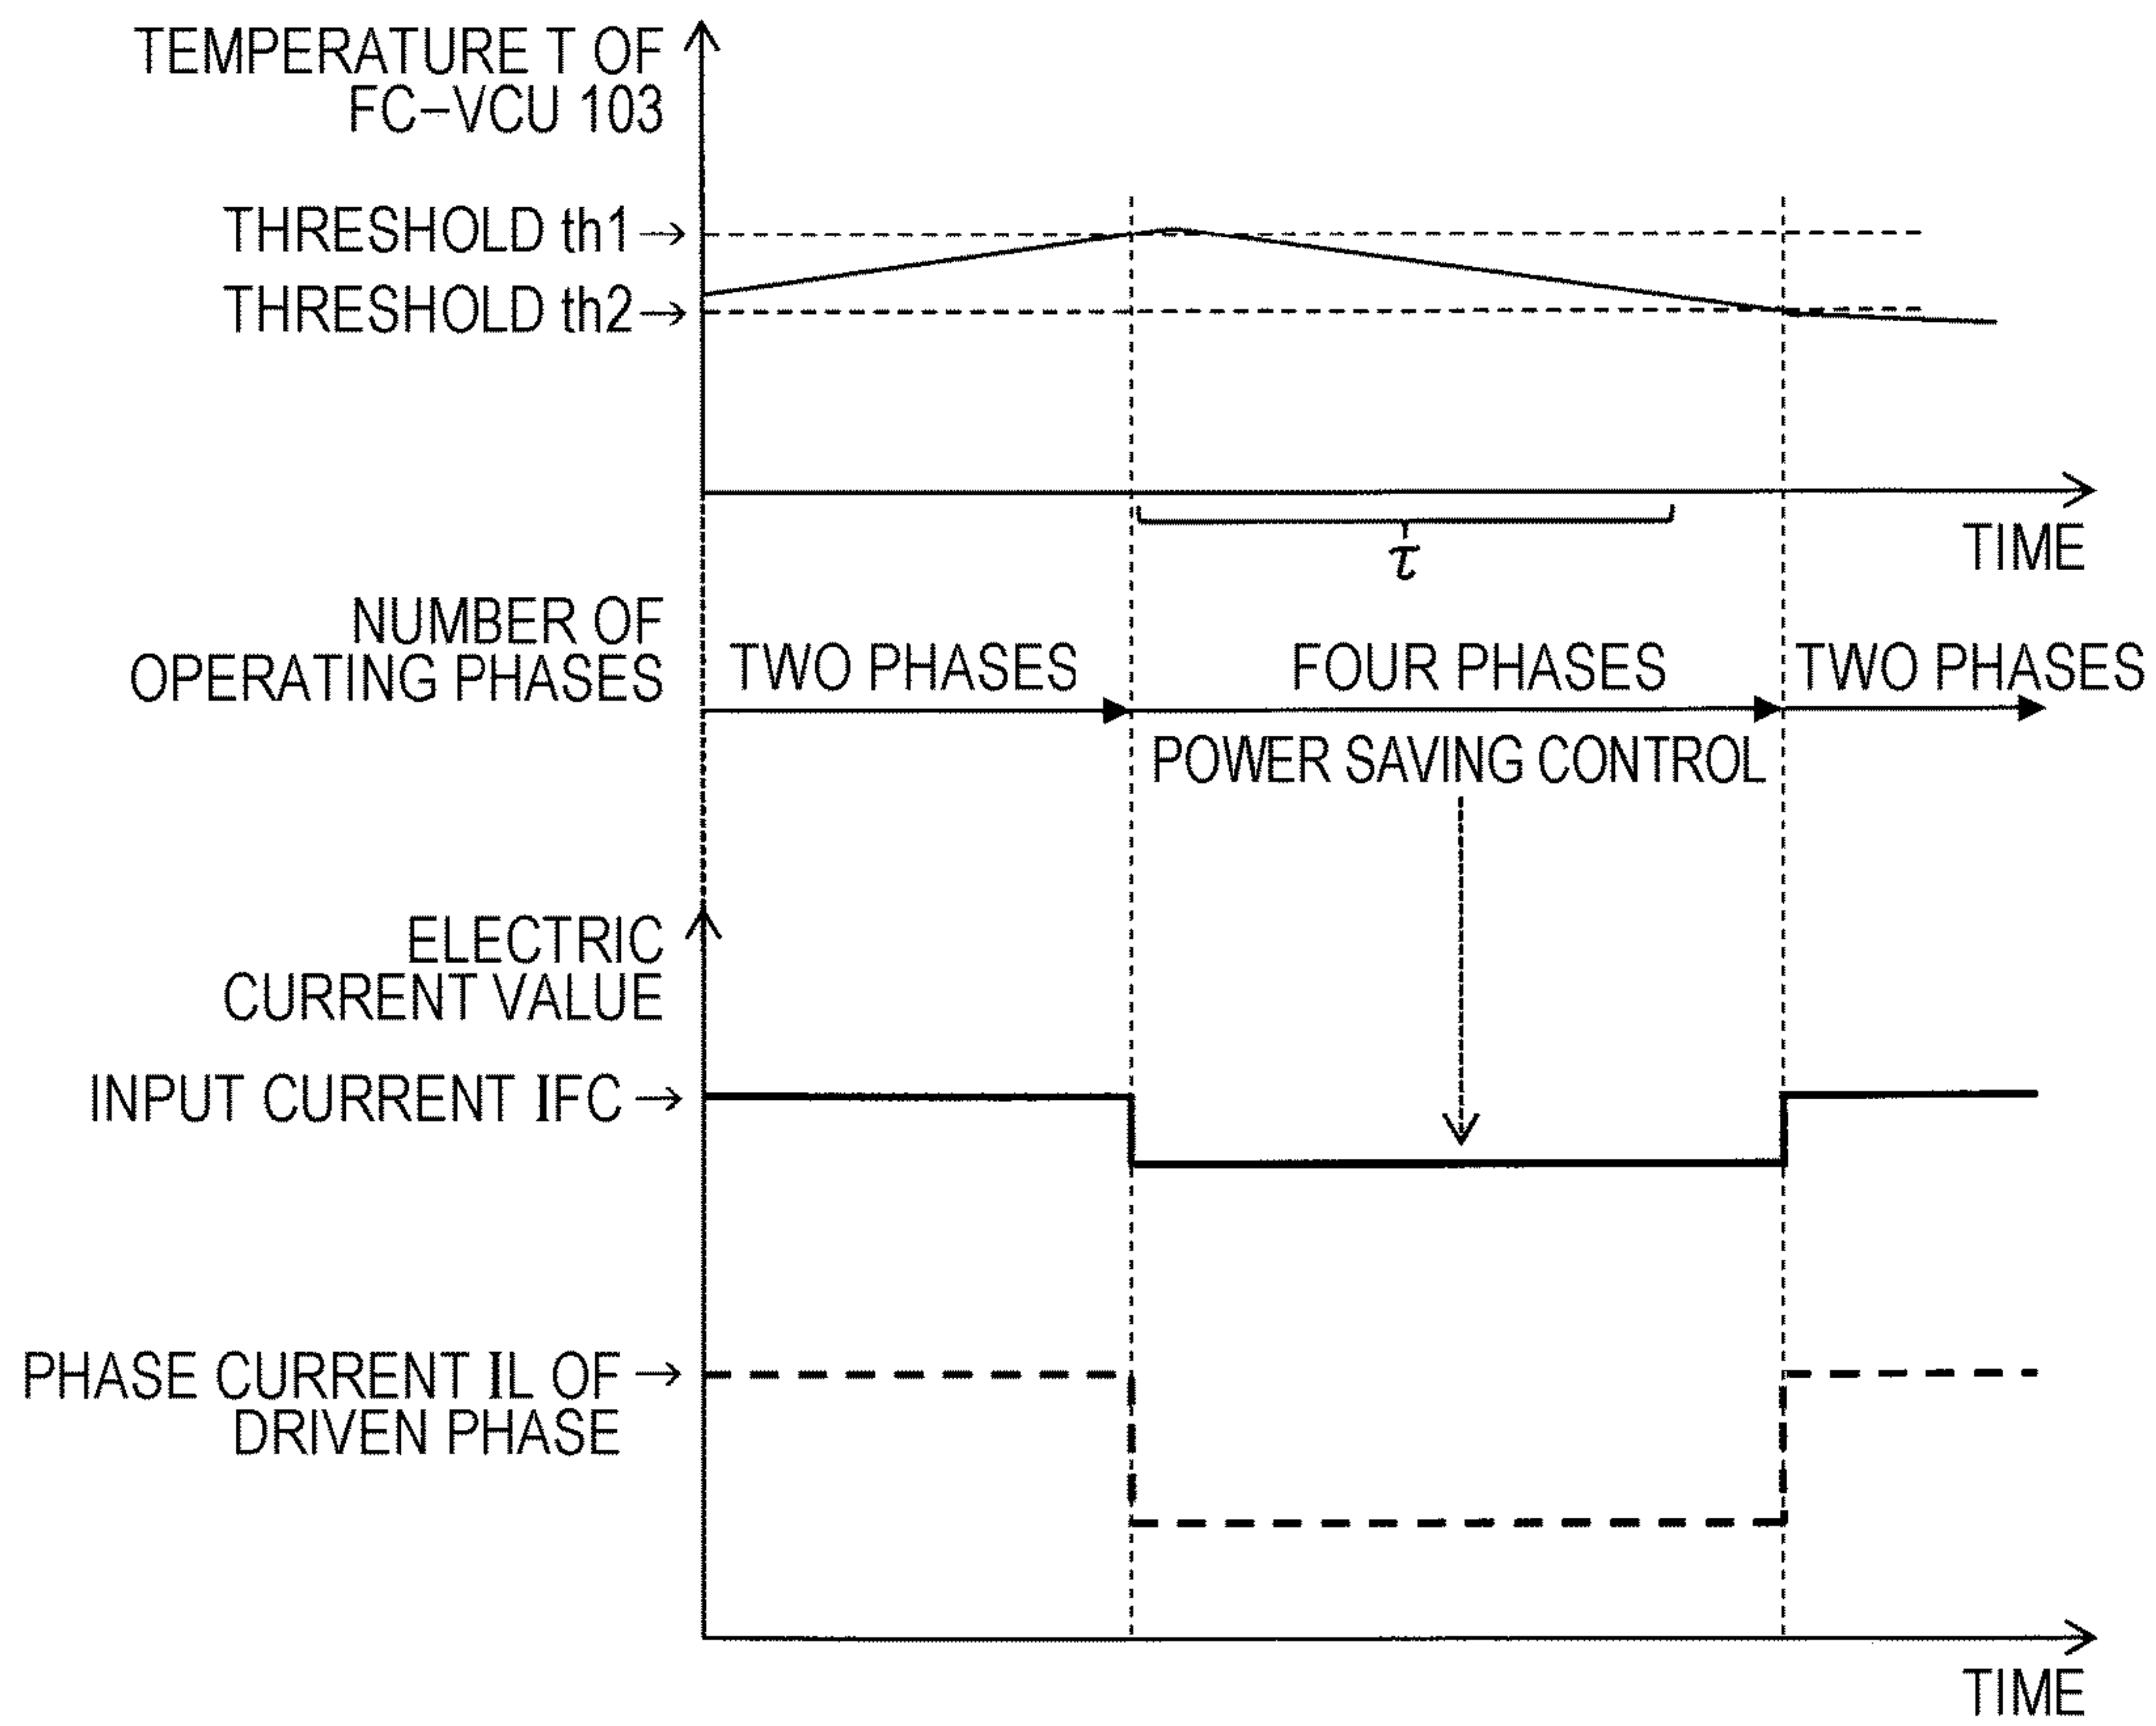 TEMPERATURE T OF
FC-VCU 103
THRESHOLD th1
THRESHOLD th2
τ
TIME
NUMBER OF
OPERATING PHASES
TWO PHASES
FOUR PHASES
TWO PHASES
POWER SAVING CONTROL
ELECTRIC
CURRENT VALUE
INPUT CURRENT IFC
PHASE CURRENT IL OF
DRIVEN PHASE
TIME